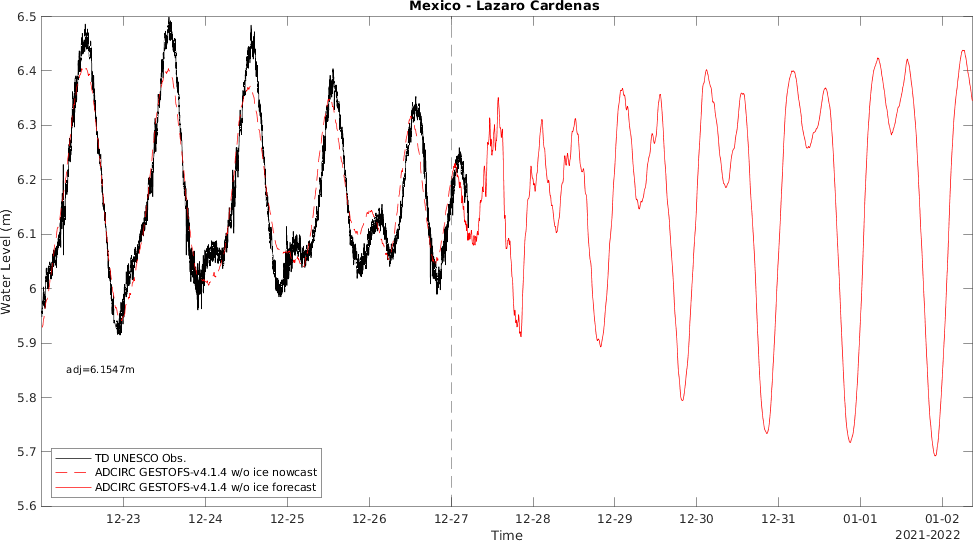 Mexico - Lazaro Cardenas
6.5
6.4
6.3
6.2
6.1
6
5.9
5.8
5.7
5.6
Water Level (m)
adj=6.1547m
TD UNESCO Obs.
ADCIRC GESTOFS-v4.1.4 w/o ice nowcast
ADCIRC GESTOFS-v4.1.4 w/o ice forecast
12-23 12-24 12-25 12-26 12-27 12-28 12-29 12-30 12-31 01-01 01-02
Time
2021-2022